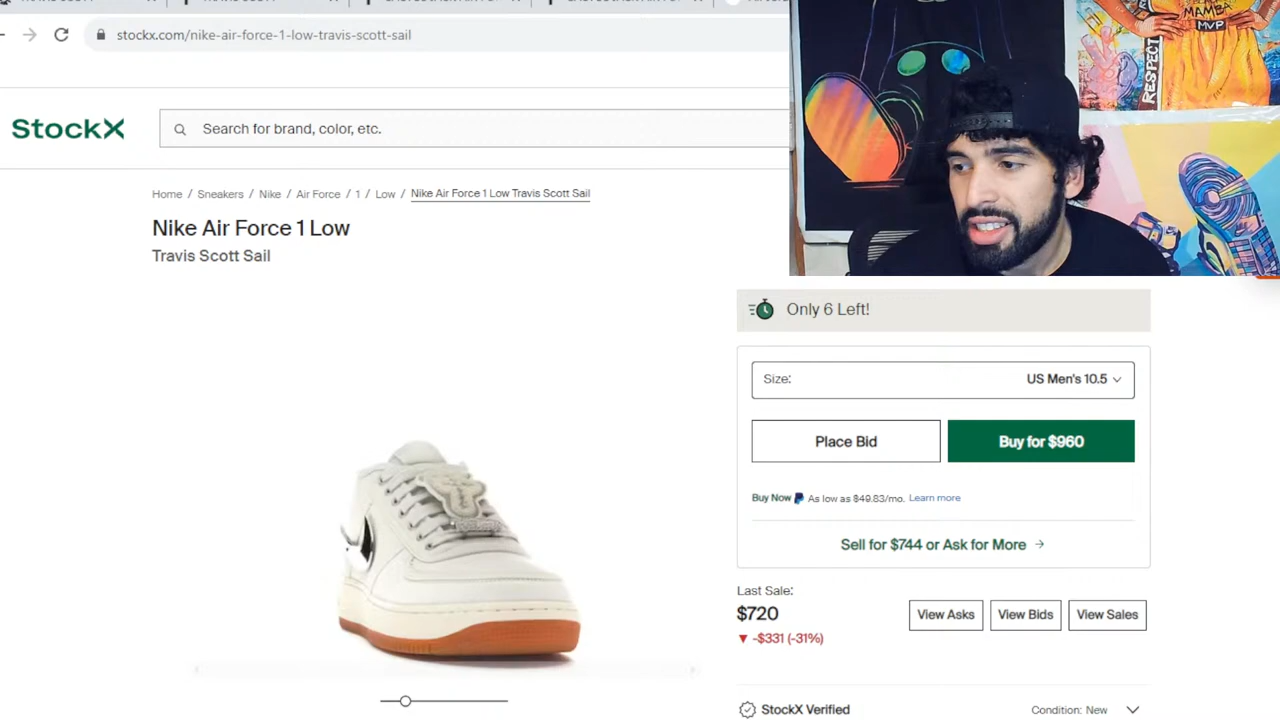 stockx.com/nike-air-force-1-low-travis-scott-sail
MAMBA
MVP
RESPECT
StockX
Search for brand, color, etc.
Home / Sneakers / Nike / Air Force / 1 / Low / Nike Air Force 1 Low Travis Scott Sail
Nike Air Force 1 Low
Travis Scott Sail
Only 6 Left!
Size: US Men's 10.5
Place Bid
Buy for $960
Buy Now As low as $49.83/mo. Learn more
Sell for $744 or Ask for More →
Last Sale:
$720
View Asks
View Bids
View Sales
▼ -$331 (-31%)
StockX Verified
Condition: New